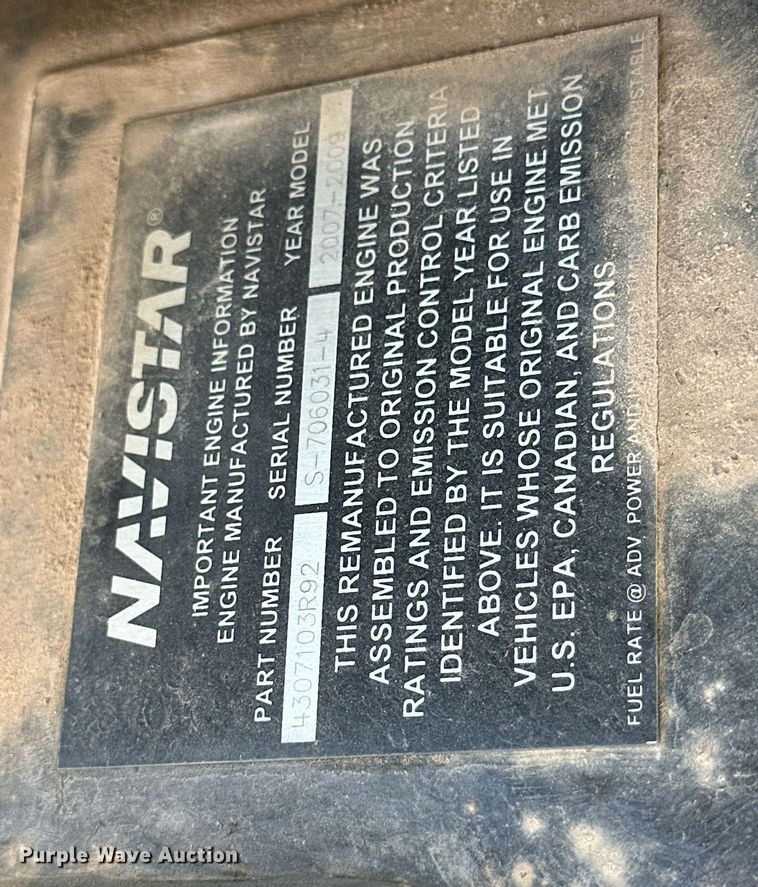 NAVISTAR®
IMPORTANT ENGINE INFORMATION
ENGINE MANUFACTURED BY NAVISTAR
PART NUMBER SERIAL NUMBER YEAR MODEL
4307103R92 S-706031-4 2007-2009
THIS REMANUFACTURED ENGINE WAS
ASSEMBLED TO ORIGINAL PRODUCTION
RATINGS AND EMISSION CONTROL CRITERIA
IDENTIFIED BY THE MODEL YEAR LISTED
ABOVE. IT IS SUITABLE FOR USE IN
VEHICLES WHOSE ORIGINAL ENGINE MET
U.S. EPA, CANADIAN, AND CARB EMISSION
REGULATIONS
FUEL RATE @ ADV POWER AND
Purple Wave Auction